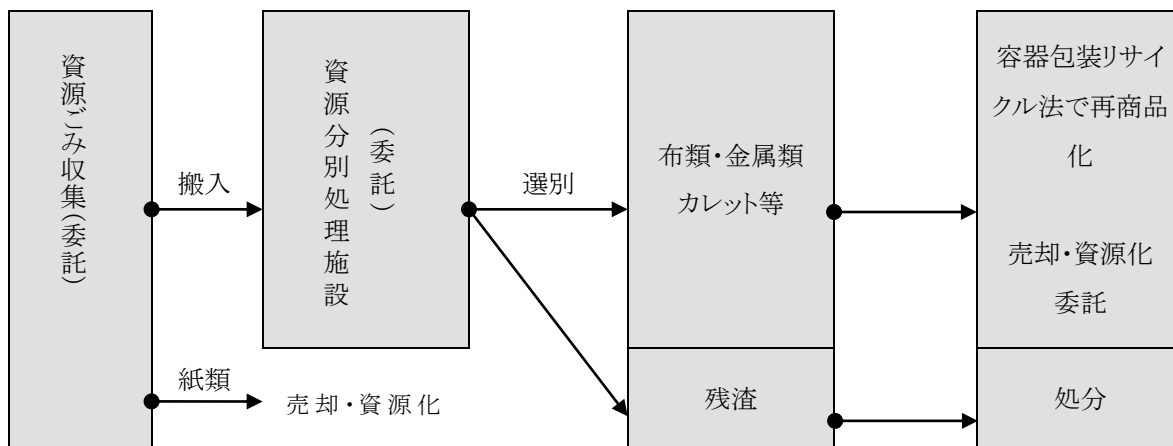 資源ごみ収集(委託)
搬入
紙類
資源分別処理施設
(委託)
売却・資源化
選別
布類・金属類
カレット等
残渣
容器包装リサイ
クル法で再商品
化
売却・資源化
委託
処分